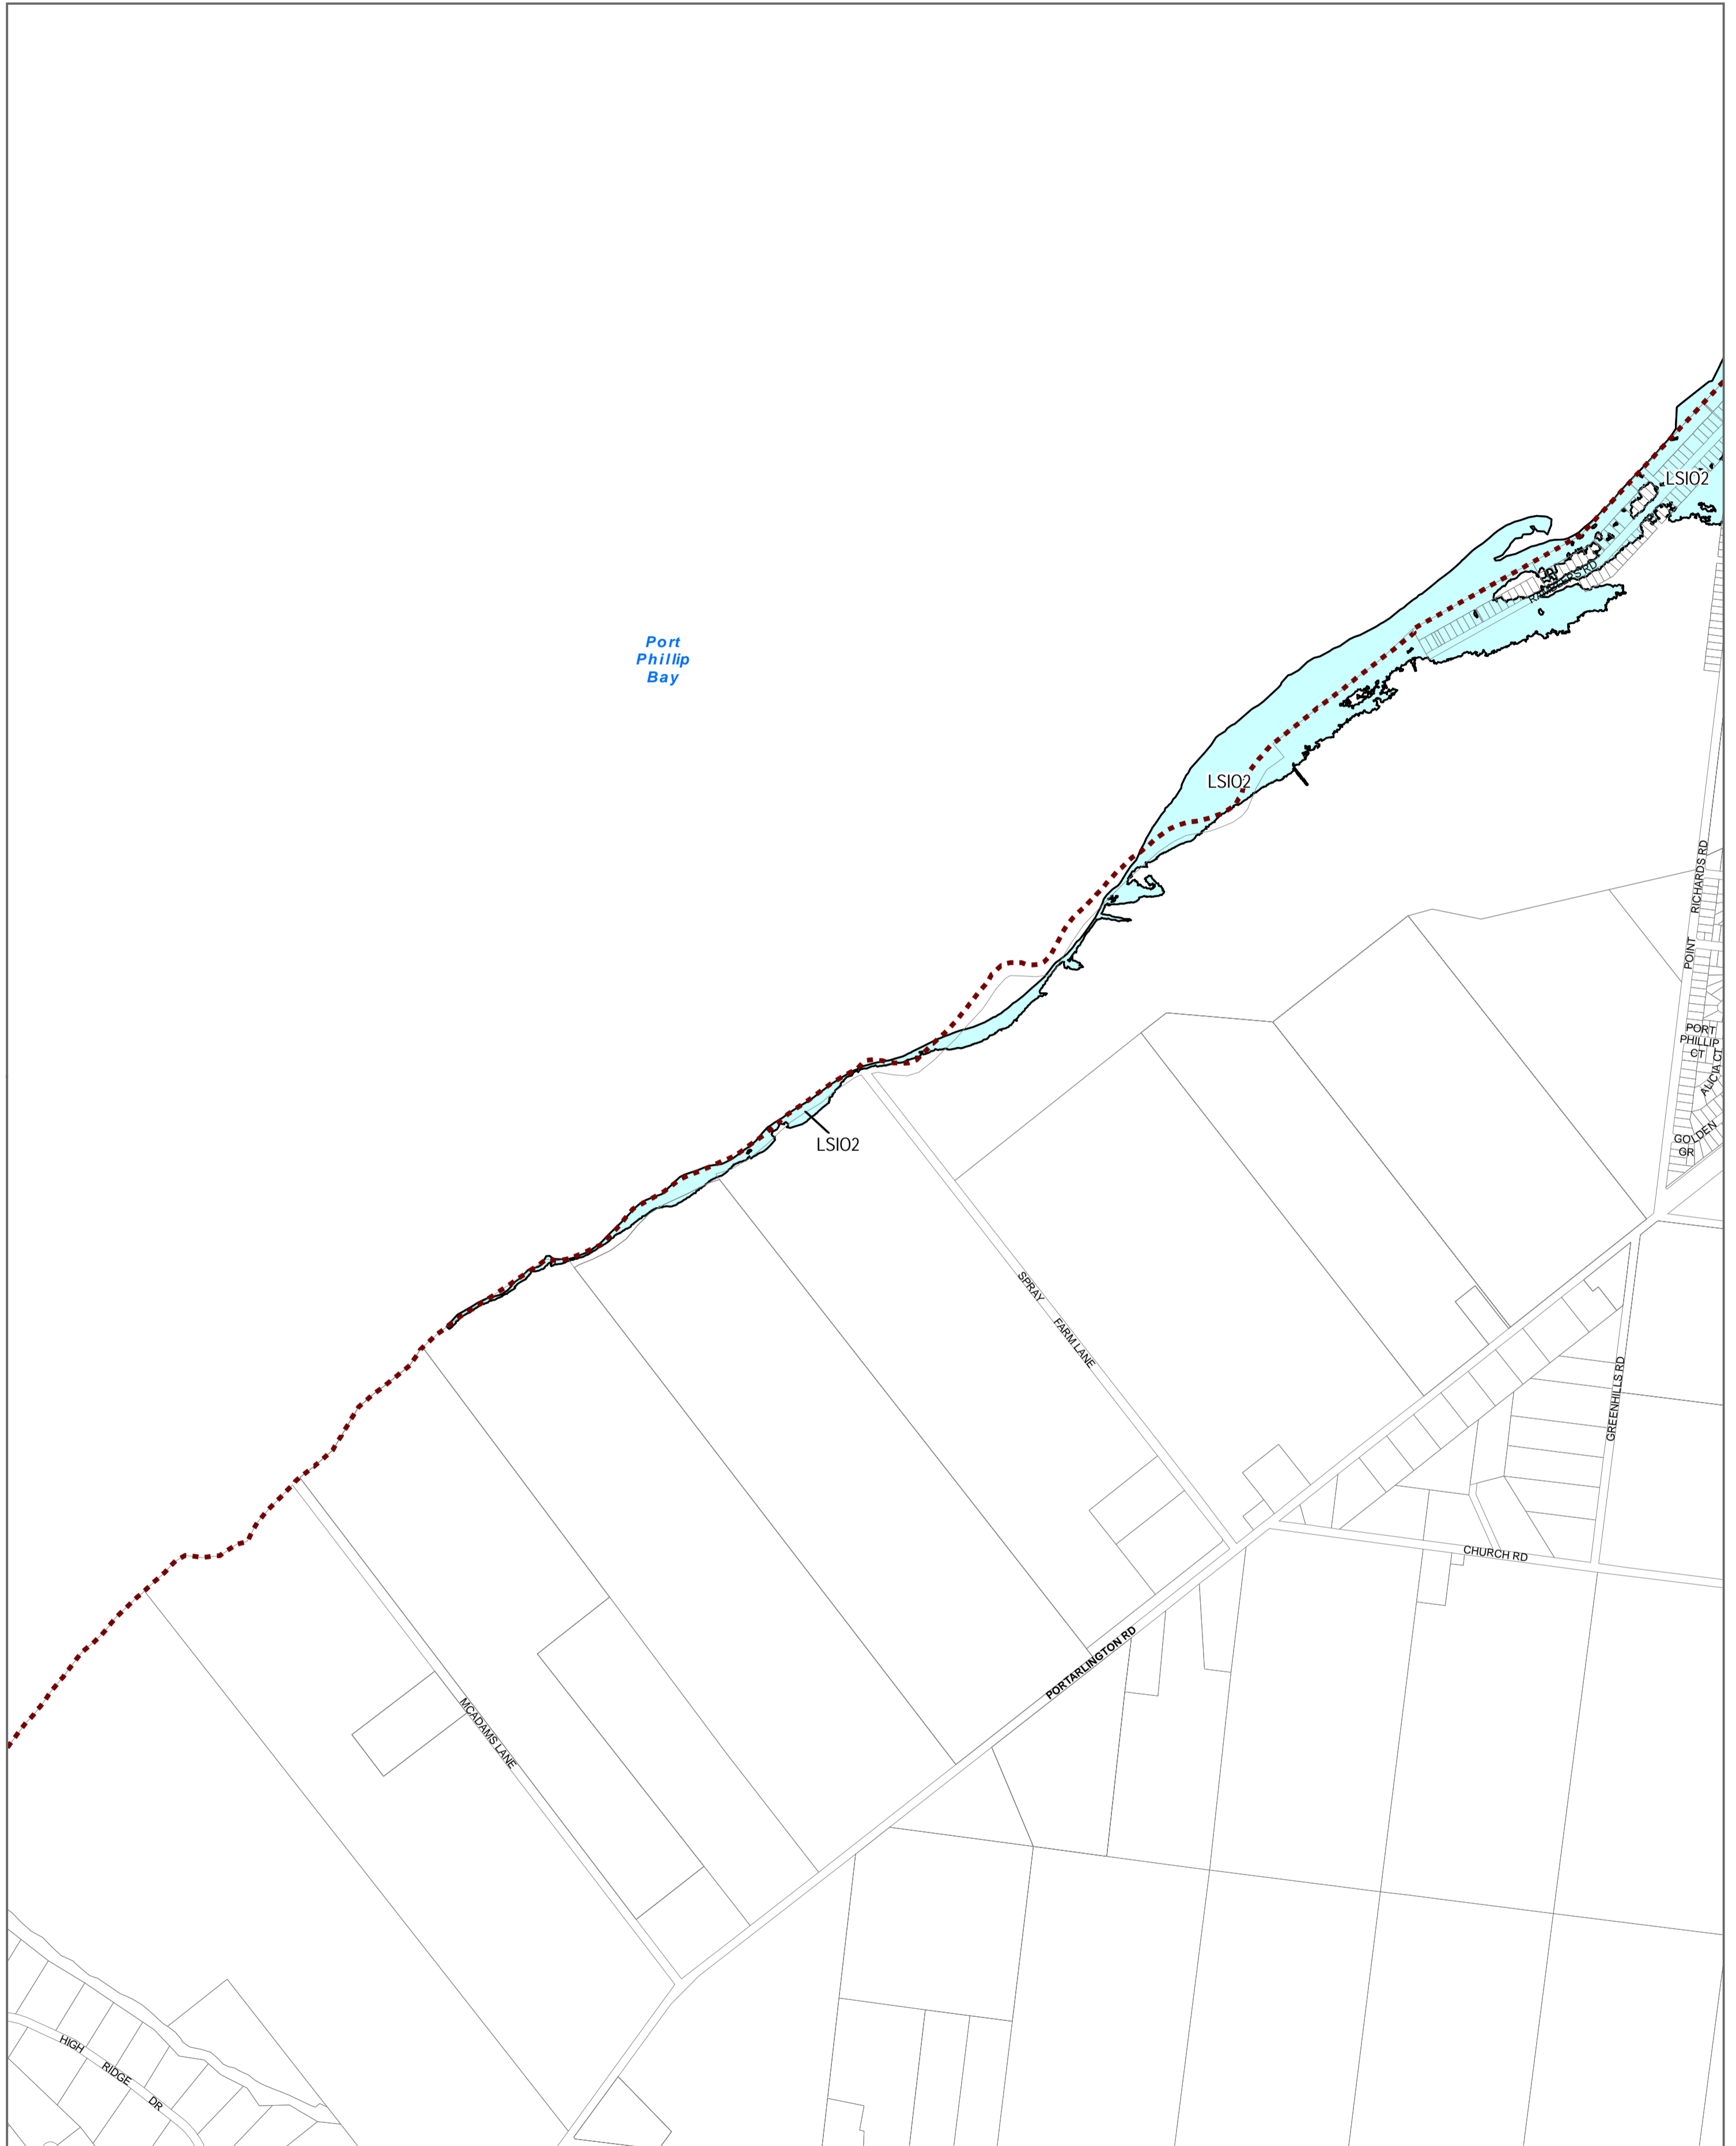 LSIO2
RD
Port
Phillip
Bay
LSIO2
POINT RICHARDS RD
PORT
PHILLIP
CT
ALICIA CT
LSIO2
GOLDEN
GR
SPRAY FARM LANE
GREENHILLS RD
CHURCH RD
PORTARLINGTON RD
MCADAMS LANE
HIGH RIDGE DR